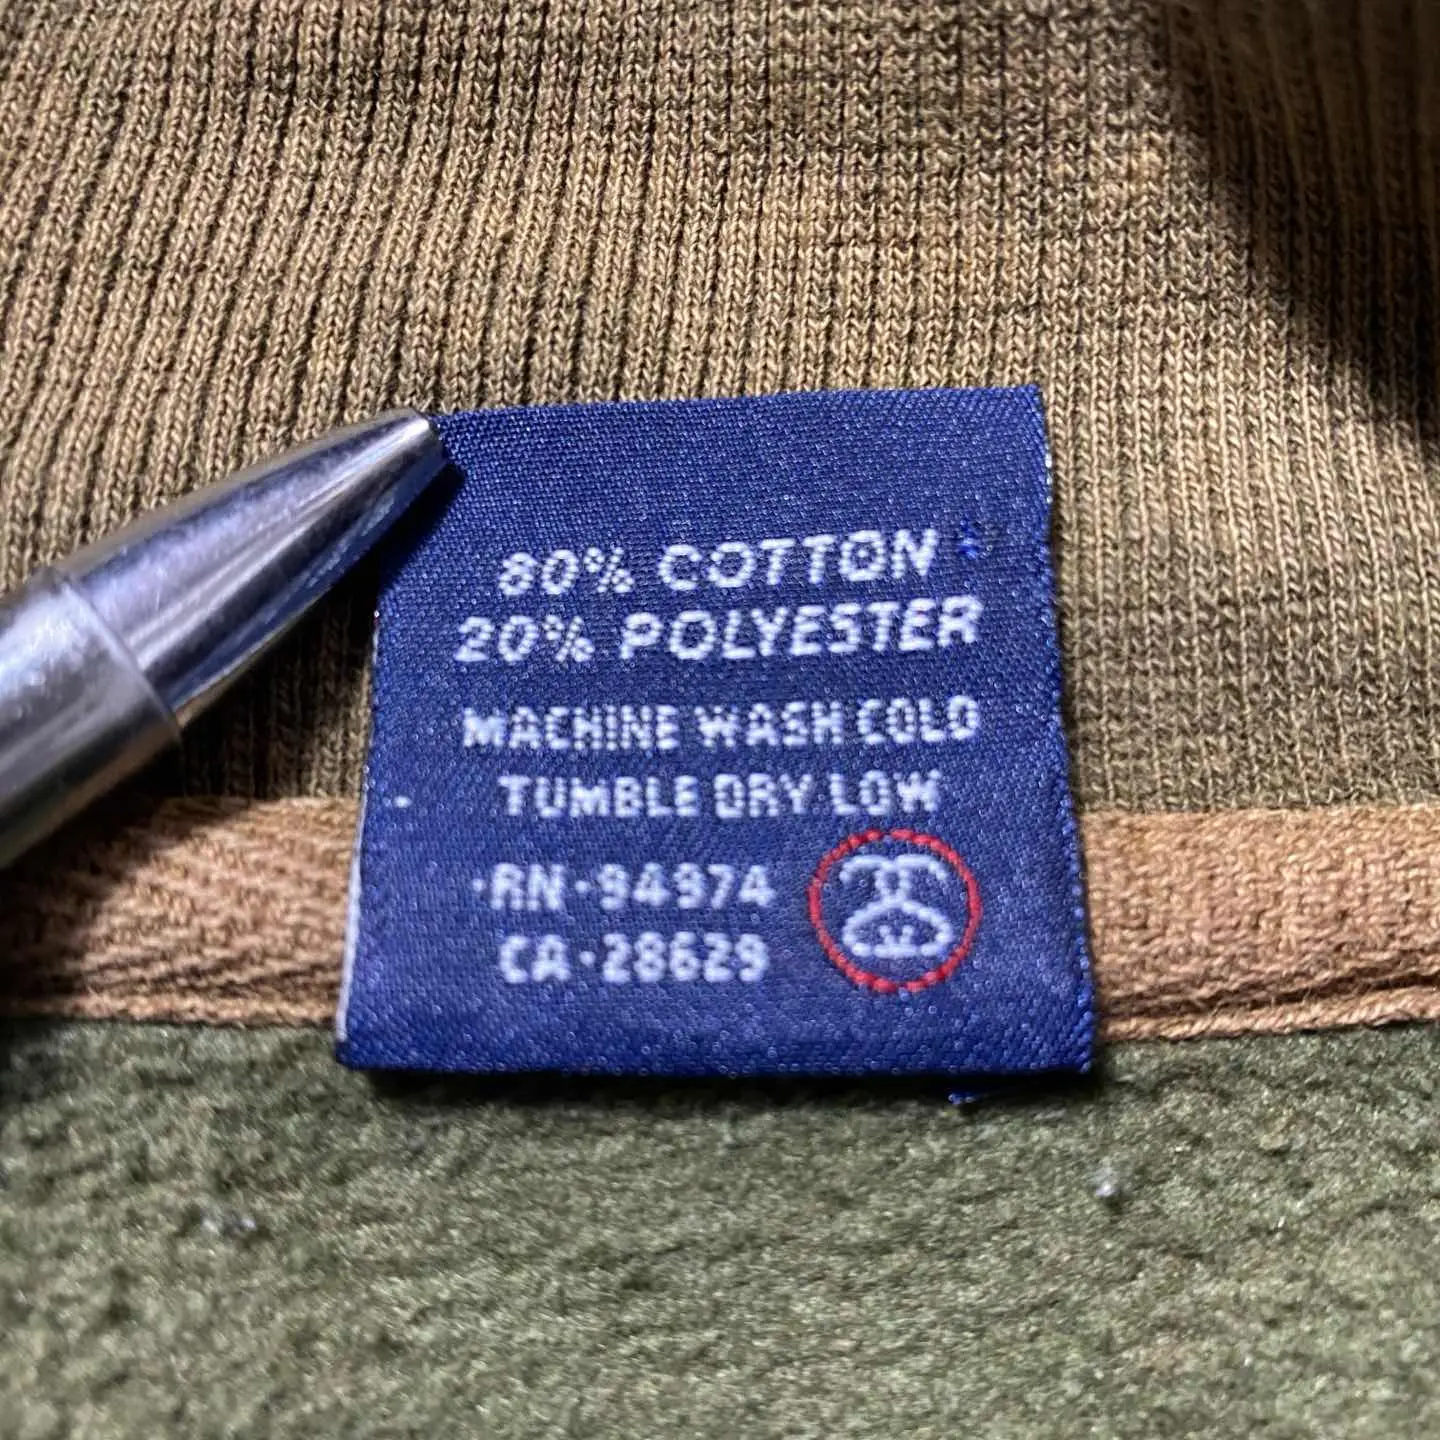 80% COTTON
20% POLYESTER
MACHINE WASH COLD
TUMBLE DRY LOW
·RN·94974
CA·28629